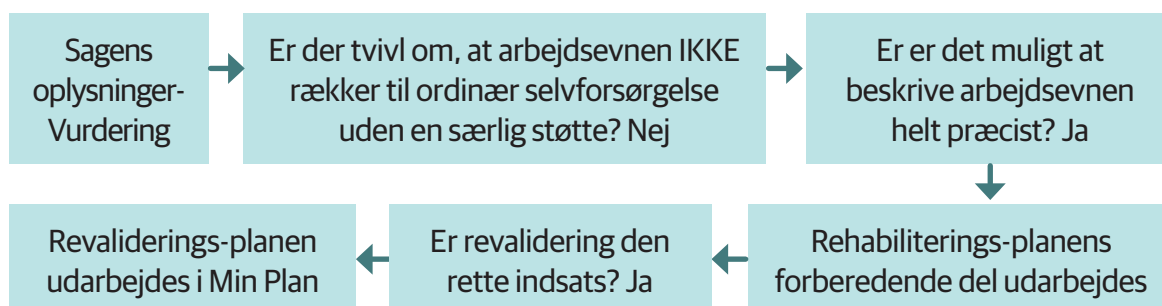 Sagens
oplysninger-
Vurdering
Er der tvivl om, at arbejdsevnen IKKE
rækker til ordinær selvforsørgelse
uden en særlig støtte? Nej
Er er det muligt at
beskrive arbejdsevnen
helt præcist? Ja
Rehabiliterings-planens
forberedende del udarbejdes
Er revalidering den
rette indsats? Ja
Revaliderings-planen
udarbejdes i Min Plan